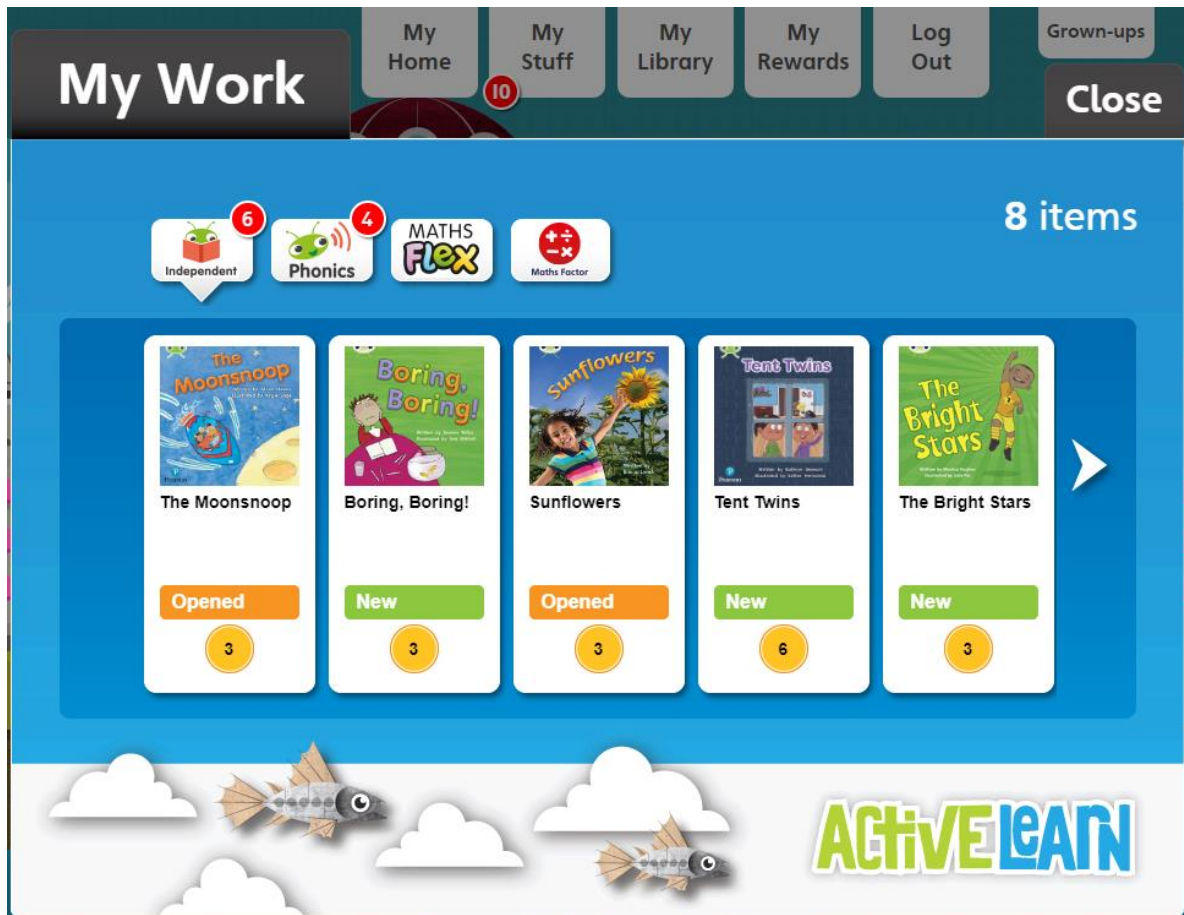 My Work
My
Home
My
Stuff
My
Library
My
Rewards
Log
Out
Grown-ups
Close
10
6
4
Independent
Phonics
MATHS
FLex
Maths Factor
8 items
The
Moonsnoop
Boring,
Boring!
Sunflowers
Tent Twins
The
Bright
Stars
Pearson
Pearson
The Moonsnoop
Boring, Boring!
Sunflowers
Tent Twins
The Bright Stars
Opened
New
Opened
New
New
3
3
3
6
3
ACTiVE LEARN